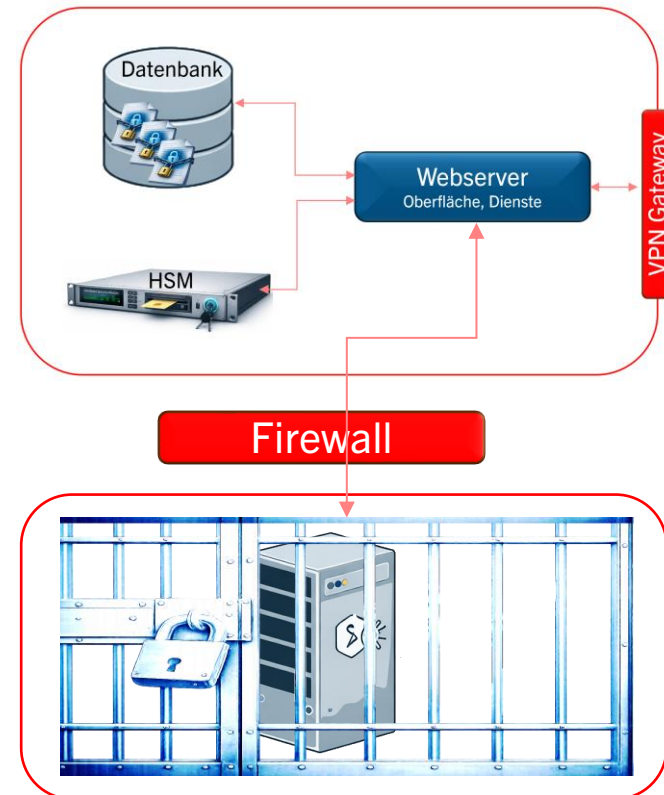 Datenbank
Webserver
Oberfläche, Dienste
VPN Gateway
HSM
Firewall